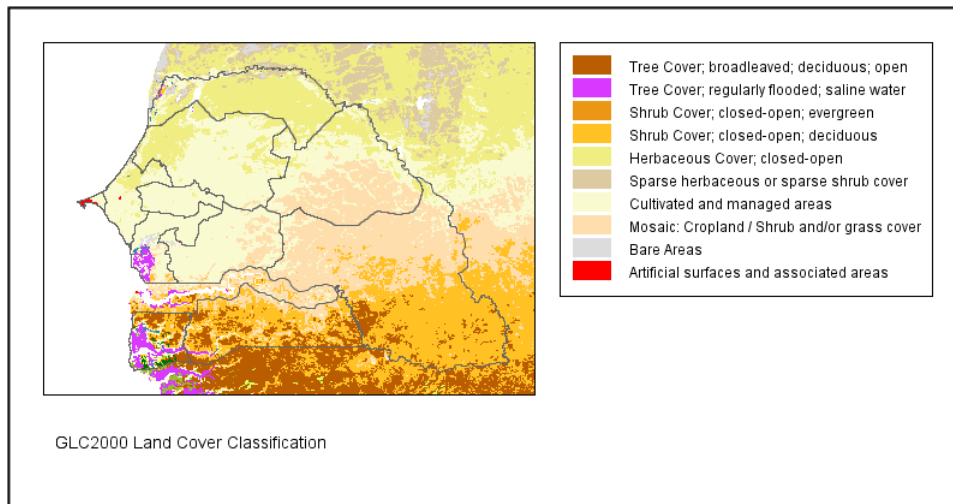 Tree Cover; broadleaved; deciduous; open
Tree Cover; regularly flooded; saline water
Shrub Cover; closed-open; evergreen
Shrub Cover; closed-open; deciduous
Herbaceous Cover; closed-open
Sparse herbaceous or sparse shrub cover
Cultivated and managed areas
Mosaic: Cropland / Shrub and/or grass cover
Bare Areas
Artificial surfaces and associated areas
GLC2000 Land Cover Classification